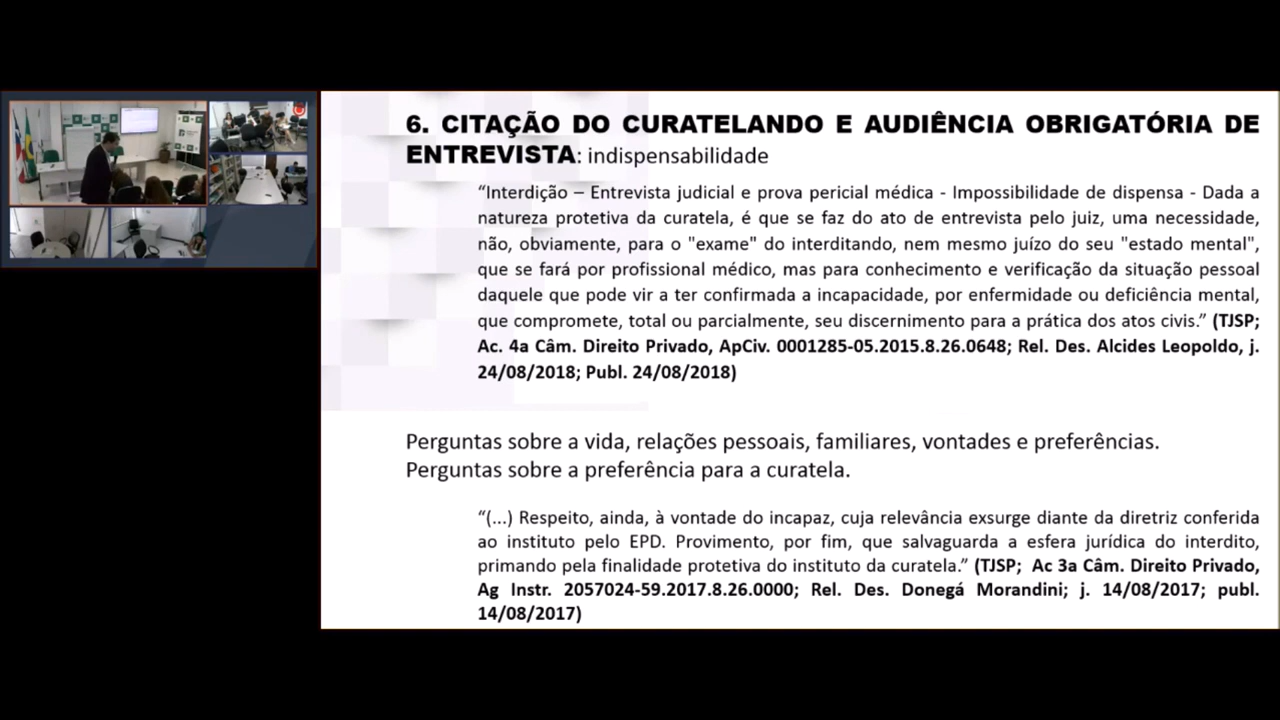 6. CITAÇÃO DO CURATELANDO E AUDIÊNCIA OBRIGATÓRIA DE
ENTREVISTA: indispensabilidade
“Interdição – Entrevista judicial e prova pericial médica - Impossibilidade de dispensa - Dada a
natureza protetiva da curatela, é que se faz do ato de entrevista pelo juiz, uma necessidade,
não, obviamente, para o "exame" do interditando, nem mesmo juízo do seu "estado mental",
que se fará por profissional médico, mas para conhecimento e verificação da situação pessoal
daquele que pode vir a ter confirmada a incapacidade, por enfermidade ou deficiência mental,
que compromete, total ou parcialmente, seu discernimento para a prática dos atos civis.” (TJSP;
Ac. 4a Câm. Direito Privado, ApCiv. 0001285-05.2015.8.26.0648; Rel. Des. Alcides Leopoldo, j.
24/08/2018; Publ. 24/08/2018)
Perguntas sobre a vida, relações pessoais, familiares, vontades e preferências.
Perguntas sobre a preferência para a curatela.
“(...) Respeito, ainda, à vontade do incapaz, cuja relevância exsurge diante da diretriz conferida
ao instituto pelo EPD. Provimento, por fim, que salvaguarda a esfera jurídica do interdito,
primando pela finalidade protetiva do instituto da curatela.” (TJSP; Ac 3a Câm. Direito Privado,
Ag Instr. 2057024-59.2017.8.26.0000; Rel. Des. Donegá Morandini; j. 14/08/2017; publ.
14/08/2017)